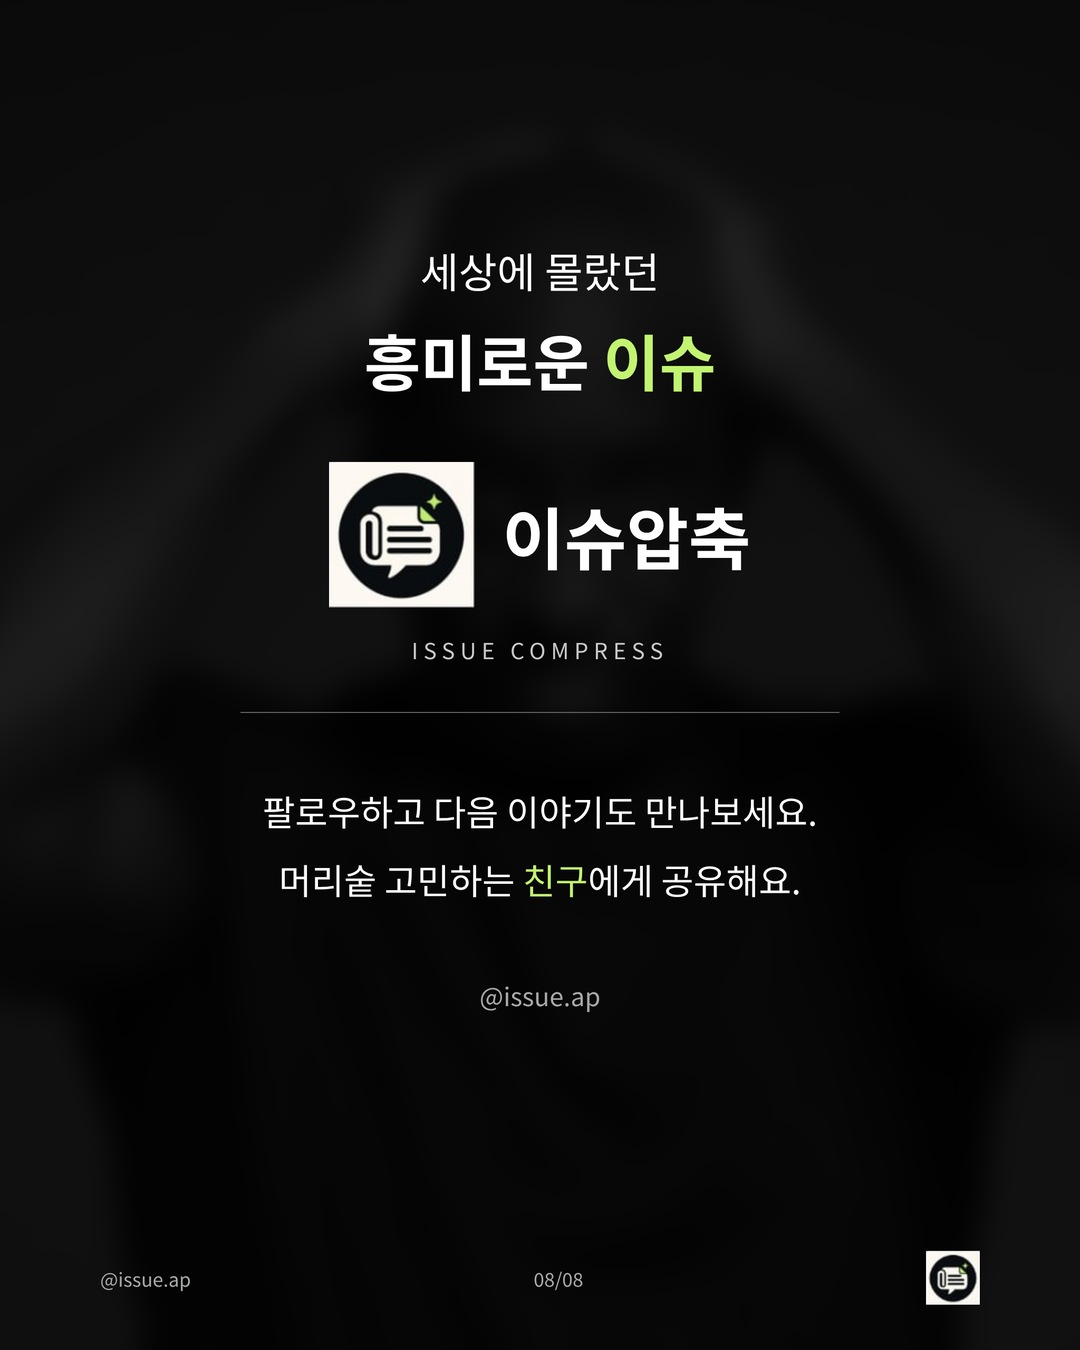 세상에 몰랐던
흥미로운 이슈
이슈압축
ISSUE COMPRESS
팔로우하고 다음 이야기도 만나보세요.
머리숱 고민하는 친구에게 공유해요.
@issue.ap
@issue.ap
08/08